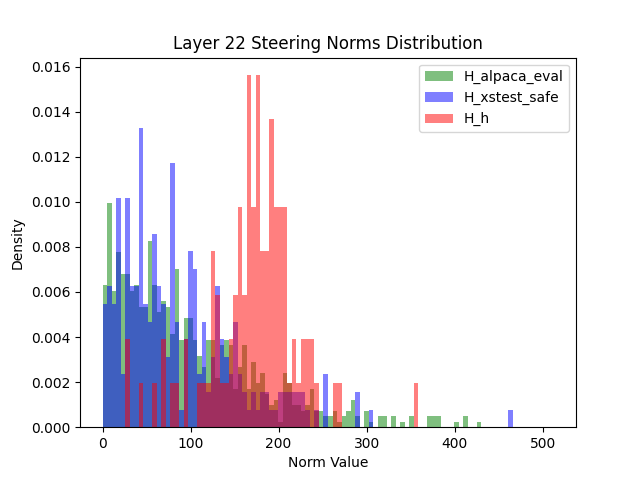 Layer 22 Steering Norms Distribution
0.016
0.014
0.012
0.010
0.008
0.006
0.004
0.002
0.000
Density
H_alpaca_eval
H_xstest_safe
H_h
0 100 200 300 400 500
Norm Value